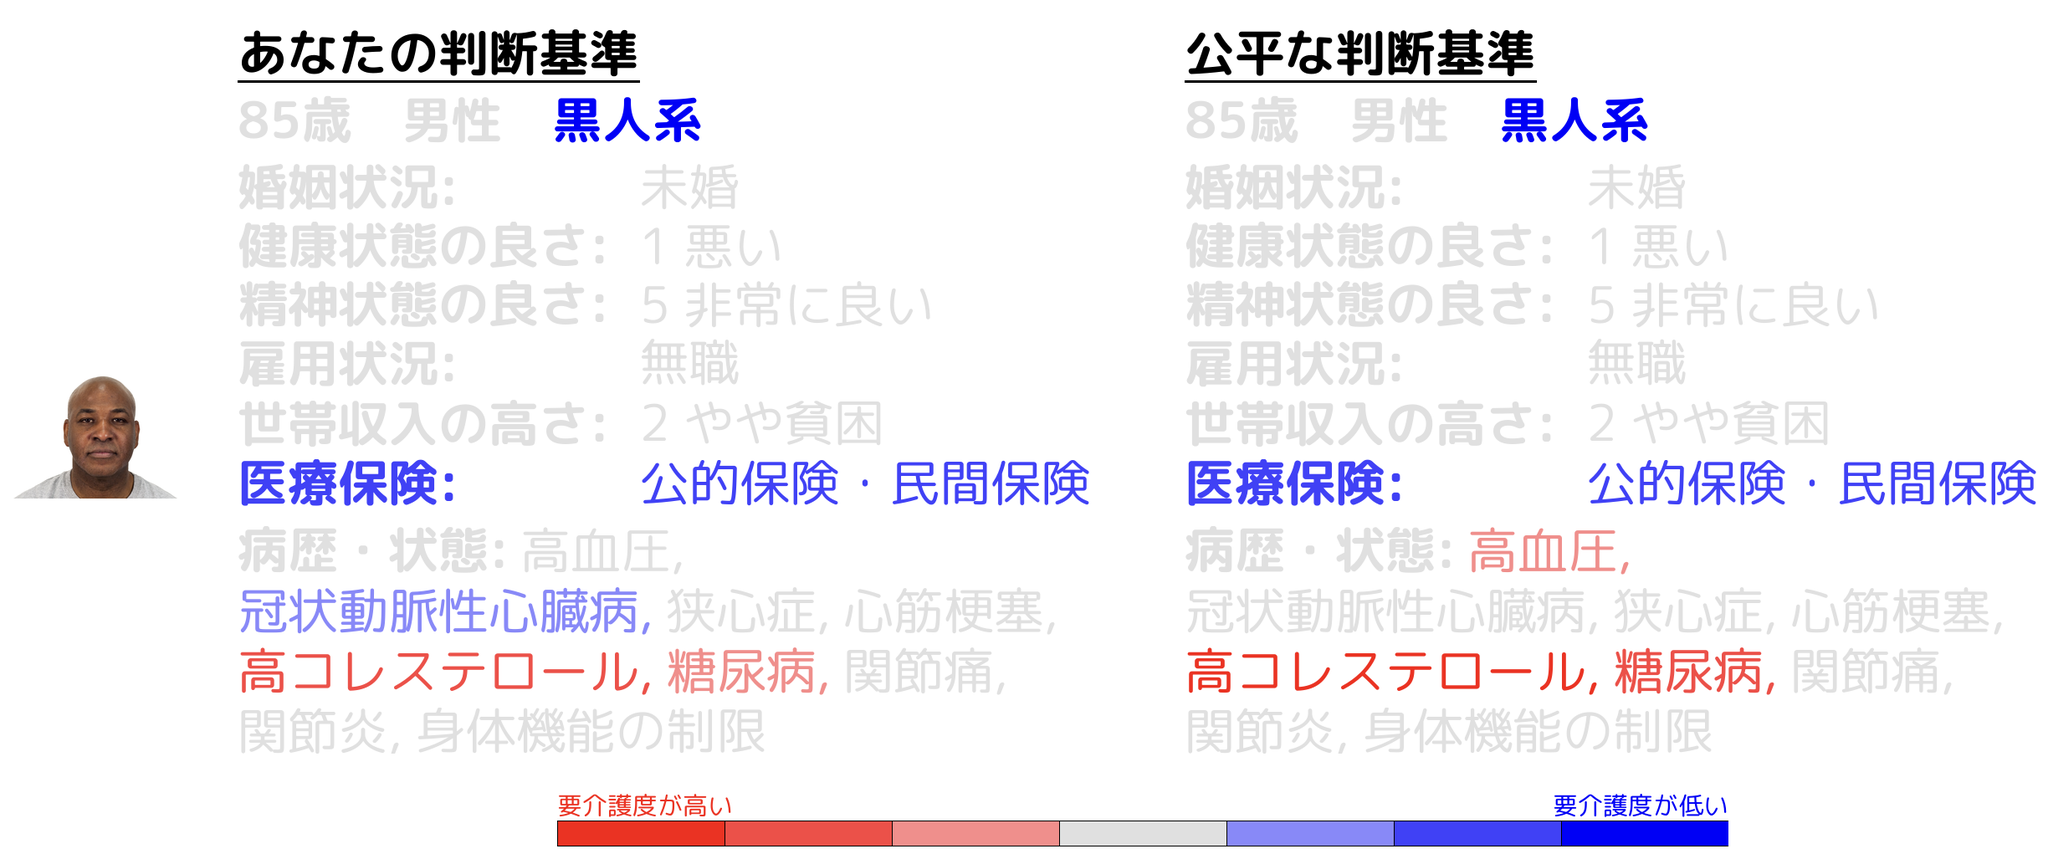 あなたの判断基準
85歳 男性 黒人系
婚姻状況: 未婚
健康状態の良さ: 1 悪い
精神状態の良さ: 5 非常に良い
雇用状況: 無職
世帯収入の高さ: 2 やや貧困
医療保険: 公的保険・民間保険
病歴・状態: 高血圧,
冠状動脈性心臓病, 狭心症, 心筋梗塞,
高コレステロール, 糖尿病, 関節痛,
関節炎, 身体機能の制限
公平な判断基準
85歳 男性 黒人系
婚姻状況: 未婚
健康状態の良さ: 1 悪い
精神状態の良さ: 5 非常に良い
雇用状況: 無職
世帯収入の高さ: 2 やや貧困
医療保険: 公的保険・民間保険
病歴・状態: 高血圧,
冠状動脈性心臓病, 狭心症, 心筋梗塞,
高コレステロール, 糖尿病, 関節痛,
関節炎, 身体機能の制限
要介護度が高い
要介護度が低い